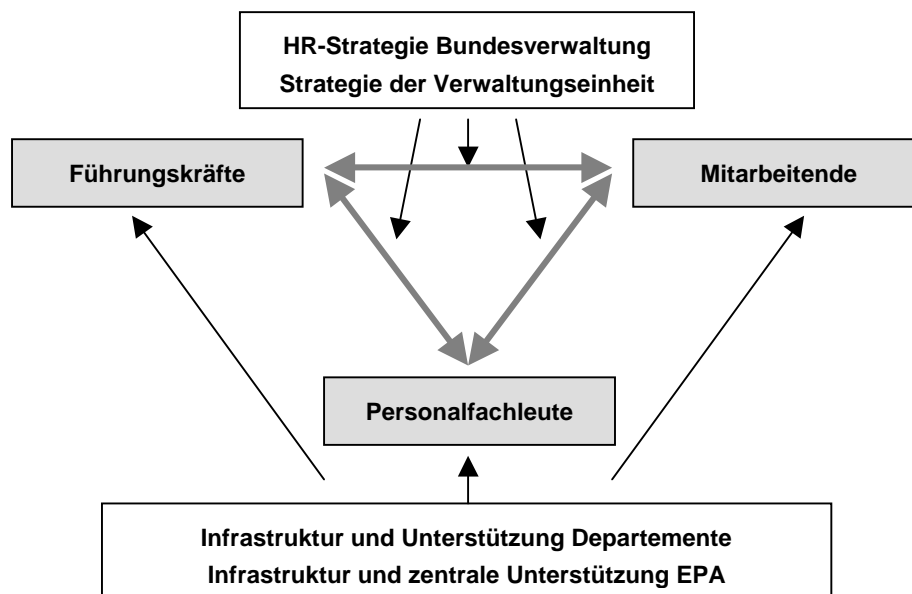 HR-Strategie Bundesverwaltung
Strategie der Verwaltungseinheit
Führungskräfte
Mitarbeitende
Personalfachleute
Infrastruktur und Unterstützung Departemente
Infrastruktur und zentrale Unterstützung EPA